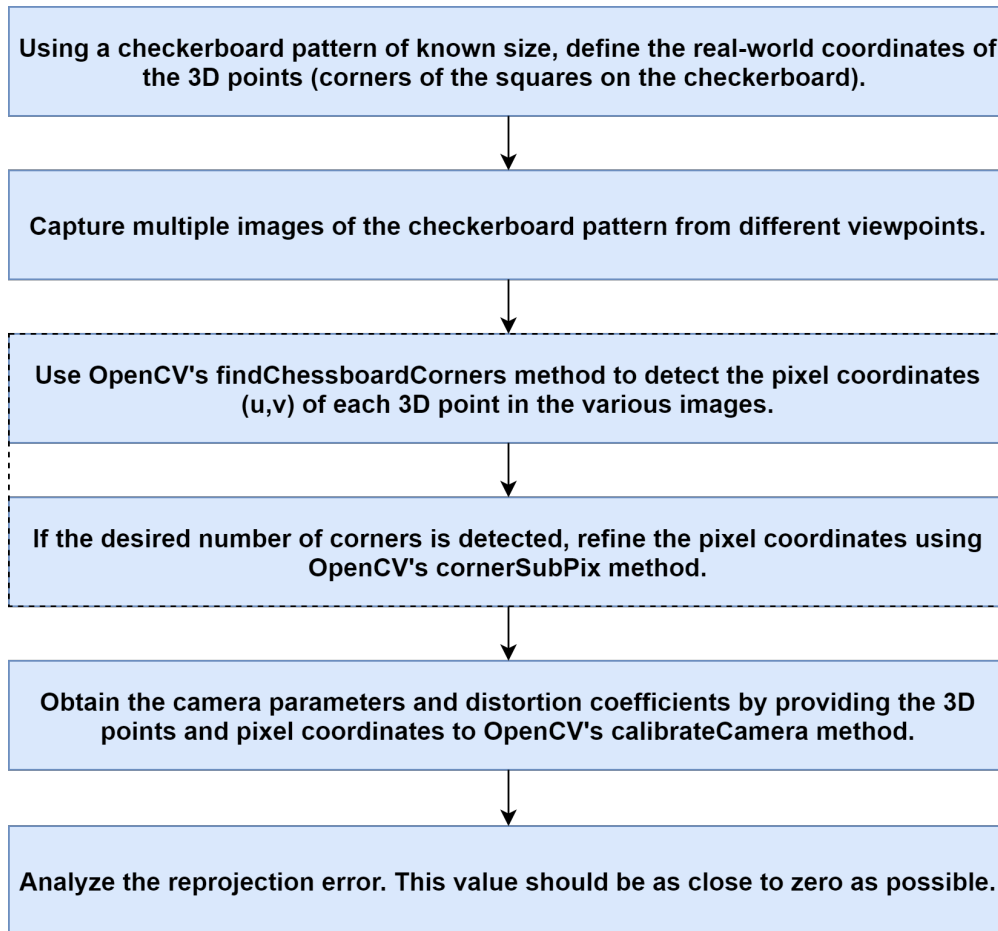 Using a checkerboard pattern of known size, define the real-world coordinates of
the 3D points (corners of the squares on the checkerboard).
Capture multiple images of the checkerboard pattern from different viewpoints.
Use OpenCV's findChessboardCorners method to detect the pixel coordinates
(u,v) of each 3D point in the various images.
If the desired number of corners is detected, refine the pixel coordinates using
OpenCV's cornerSubPix method.
Obtain the camera parameters and distortion coefficients by providing the 3D
points and pixel coordinates to OpenCV's calibrateCamera method.
Analyze the reprojection error. This value should be as close to zero as possible.